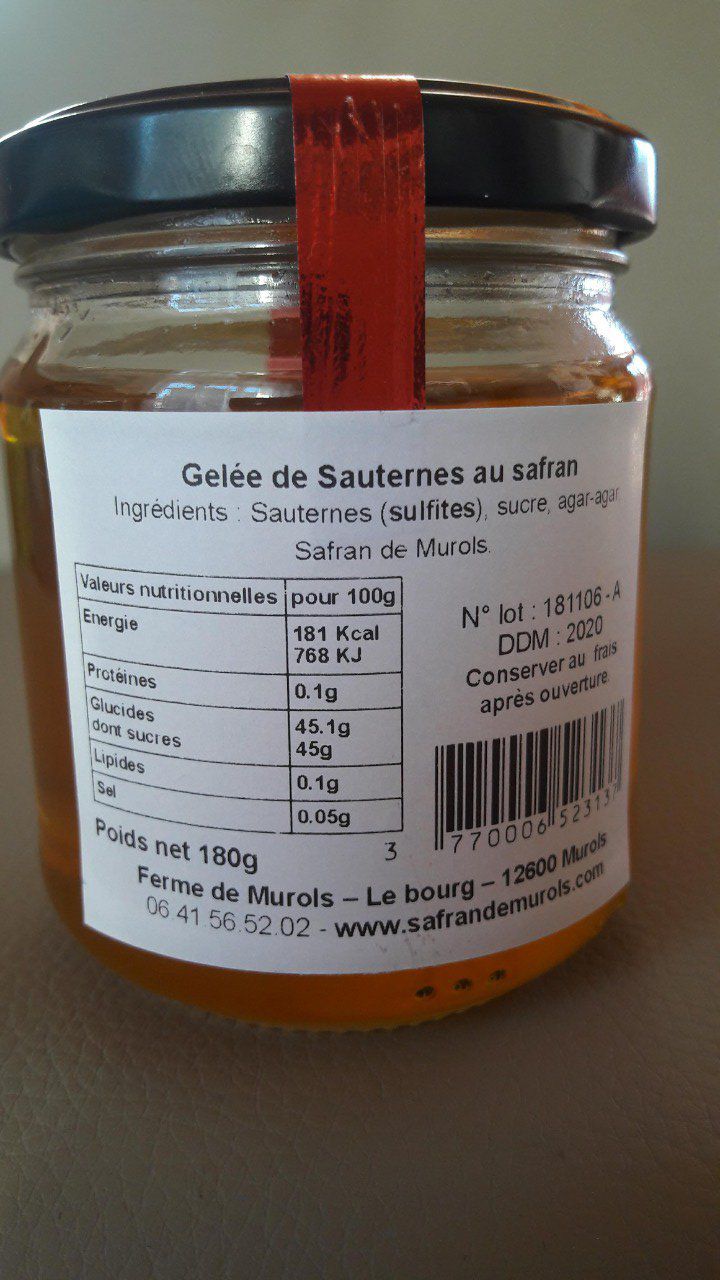 Gelée de Sauternes au safran
Ingrédients : Sauternes (sulfites), sucre, agar-agar
Safran de Murols.
Valeurs nutritionnelles pour 100g
Energie 181 Kcal
768 KJ
Protéines 0.1g
Glucides 45.1g
dont sucres 45g
Lipides 0.1g
Sel 0.05g
N° lot : 181106-A
DDM : 2020
Conserver au frais
après ouverture.
3 770006 523137
Poids net 180g
Ferme de Murols – Le bourg – 12600 Murols
06 41.56.52.02 - www.safrandemurols.com